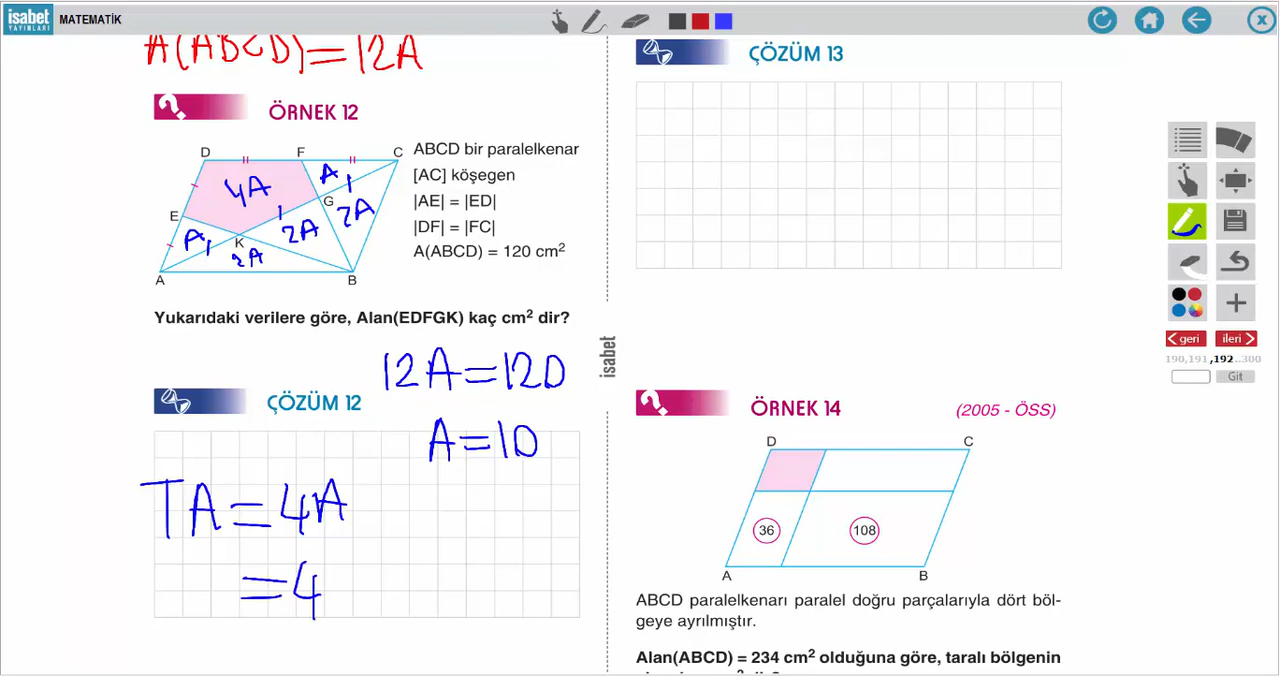 isabet
YAYINLARI
MATEMATİK
A(ABCD)=12A
ÖRNEK 12
D F C
E G K
A B
4A A 1
1 2A 2A
A 1 2A
ABCD bir paralelkenar
[AC] köşegen
|AE| = |ED|
|DF| = |FC|
A(ABCD) = 120 cm²
Yukarıdaki verilere göre, Alan(EDFGK) kaç cm² dir?
12A=120
A=10
ÇÖZÜM 12
TA=4A
=4
isabet
ÇÖZÜM 13
ÖRNEK 14
(2005 - ÖSS)
D C
36 108
A B
ABCD paralelkenarı paralel doğru parçalarıyla dört böl-
geye ayrılmıştır.
Alan(ABCD) = 234 cm² olduğuna göre, taralı bölgenin
geri ileri
190,191,192..300
Git